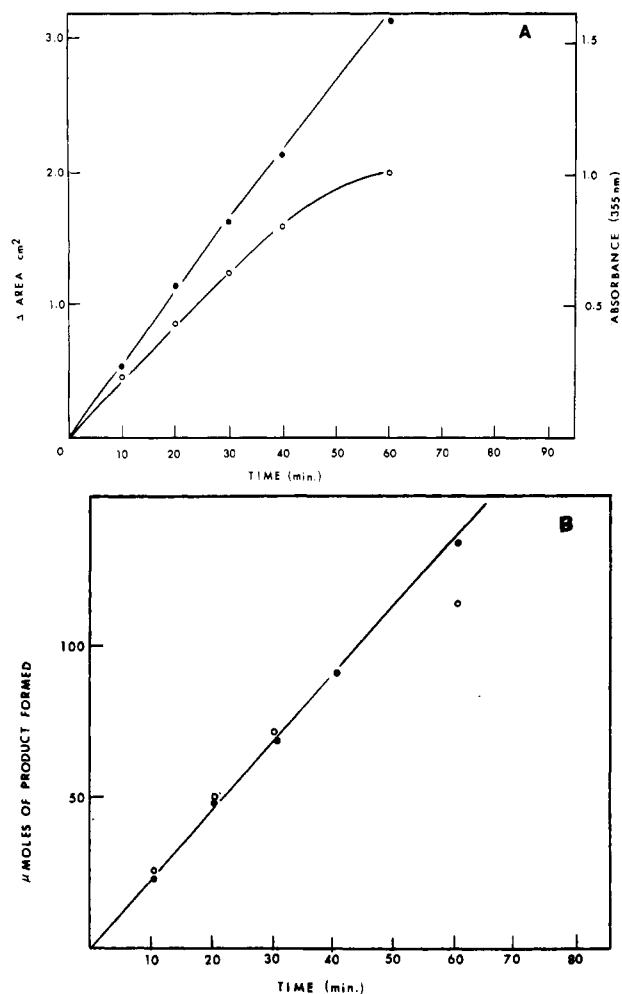 A
3.0
2.0
1.0
0
1.5
1.0
0.5
Δ AREA cm²
ABSORBANCE (355 nm)
10 20 30 40 50 60 70 80 90
TIME (min.)
B
100
50
μMOLES OF PRODUCT FORMED
10 20 30 40 50 60 70 80
TIME (min.)